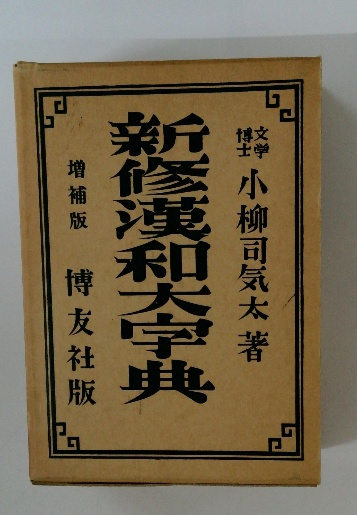 文学博士 小柳司気太 著
新修漢和大字典
増補版 博友社版